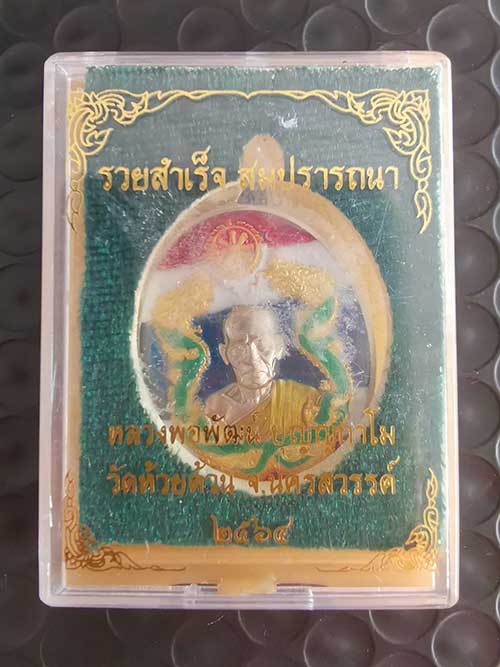 รวยสำเร็จ สมปรารถนา
หลวงพ่อพัฒน์ ปุญฺญกาโม
วัดห้วยด้วน จ.นครสวรรค์
๒๕๖๔